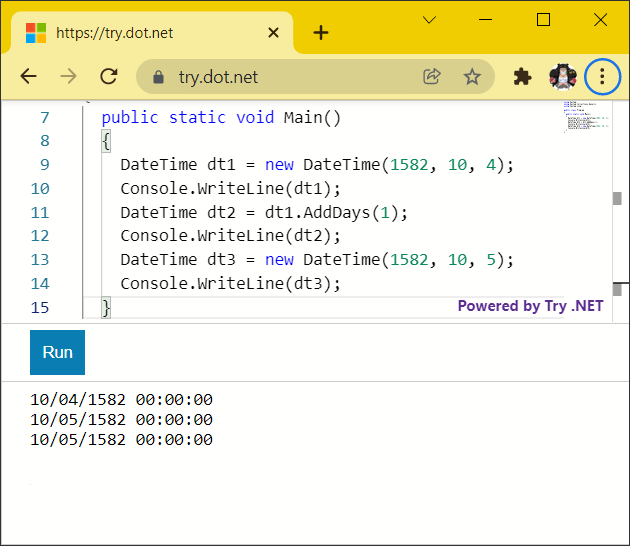 https://try.dot.net
try.dot.net
7 public static void Main()
8 {
9 DateTime dt1 = new DateTime(1582, 10, 4);
10 Console.WriteLine(dt1);
11 DateTime dt2 = dt1.AddDays(1);
12 Console.WriteLine(dt2);
13 DateTime dt3 = new DateTime(1582, 10, 5);
14 Console.WriteLine(dt3);
15 }
Powered by Try .NET
Run
10/04/1582 00:00:00
10/05/1582 00:00:00
10/05/1582 00:00:00